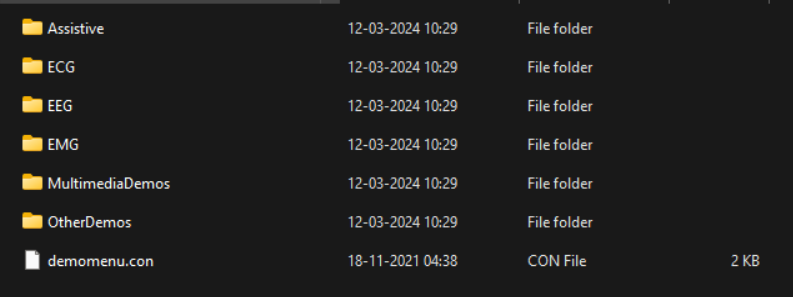 Assistive 12-03-2024 10:29 File folder
ECG 12-03-2024 10:29 File folder
EEG 12-03-2024 10:29 File folder
EMG 12-03-2024 10:29 File folder
MultimediaDemos 12-03-2024 10:29 File folder
OtherDemos 12-03-2024 10:29 File folder
demomenu.con 18-11-2021 04:38 CON File 2 KB